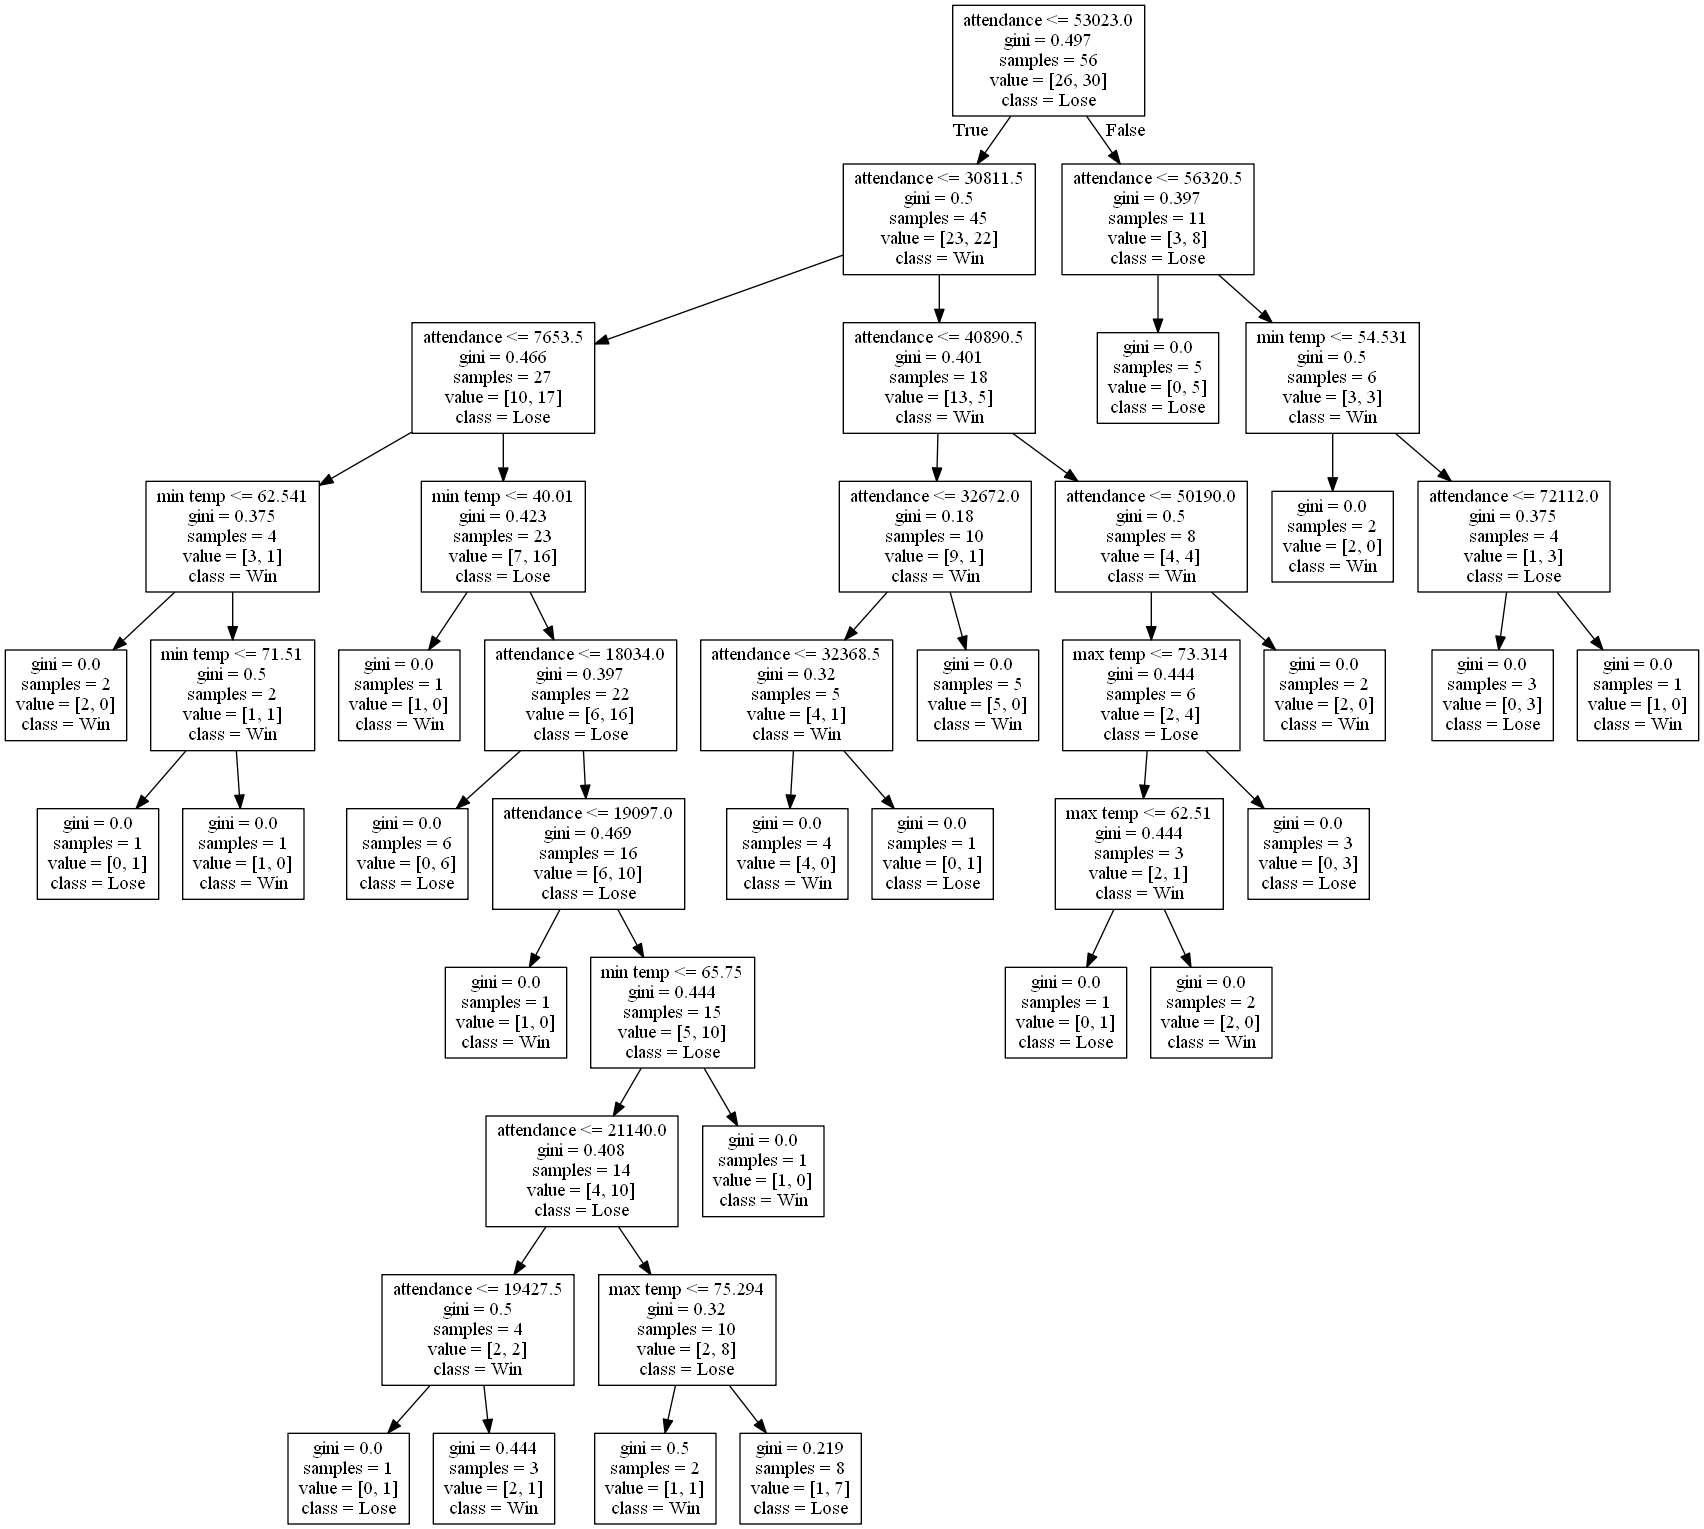 attendance <= 53023.0
gini = 0.497
samples = 56
value = [26, 30]
class = Lose
True
False
attendance <= 30811.5
gini = 0.5
samples = 45
value = [23, 22]
class = Win
attendance <= 56320.5
gini = 0.397
samples = 11
value = [3, 8]
class = Lose
attendance <= 7653.5
gini = 0.466
samples = 27
value = [10, 17]
class = Lose
attendance <= 40890.5
gini = 0.401
samples = 18
value = [13, 5]
class = Win
gini = 0.0
samples = 5
value = [0, 5]
class = Lose
min temp <= 54.531
gini = 0.5
samples = 6
value = [3, 3]
class = Win
min temp <= 62.541
gini = 0.375
samples = 4
value = [3, 1]
class = Win
min temp <= 40.01
gini = 0.423
samples = 23
value = [7, 16]
class = Lose
attendance <= 32672.0
gini = 0.18
samples = 10
value = [9, 1]
class = Win
attendance <= 50190.0
gini = 0.5
samples = 8
value = [4, 4]
class = Win
gini = 0.0
samples = 2
value = [2, 0]
class = Win
attendance <= 72112.0
gini = 0.375
samples = 4
value = [1, 3]
class = Lose
gini = 0.0
samples = 2
value = [2, 0]
class = Win
min temp <= 71.51
gini = 0.5
samples = 2
value = [1, 1]
class = Win
gini = 0.0
samples = 1
value = [1, 0]
class = Win
attendance <= 18034.0
gini = 0.397
samples = 22
value = [6, 16]
class = Lose
attendance <= 32368.5
gini = 0.32
samples = 5
value = [4, 1]
class = Win
gini = 0.0
samples = 5
value = [5, 0]
class = Win
max temp <= 73.314
gini = 0.444
samples = 6
value = [2, 4]
class = Lose
gini = 0.0
samples = 2
value = [2, 0]
class = Win
gini = 0.0
samples = 3
value = [0, 3]
class = Lose
gini = 0.0
samples = 1
value = [1, 0]
class = Win
gini = 0.0
samples = 1
value = [0, 1]
class = Lose
gini = 0.0
samples = 1
value = [1, 0]
class = Win
gini = 0.0
samples = 6
value = [0, 6]
class = Lose
attendance <= 19097.0
gini = 0.469
samples = 16
value = [6, 10]
class = Lose
gini = 0.0
samples = 4
value = [4, 0]
class = Win
gini = 0.0
samples = 1
value = [0, 1]
class = Lose
max temp <= 62.51
gini = 0.444
samples = 3
value = [2, 1]
class = Win
gini = 0.0
samples = 3
value = [0, 3]
class = Lose
gini = 0.0
samples = 1
value = [1, 0]
class = Win
min temp <= 65.75
gini = 0.444
samples = 15
value = [5, 10]
class = Lose
gini = 0.0
samples = 1
value = [0, 1]
class = Lose
gini = 0.0
samples = 2
value = [2, 0]
class = Win
attendance <= 21140.0
gini = 0.408
samples = 14
value = [4, 10]
class = Lose
gini = 0.0
samples = 1
value = [1, 0]
class = Win
attendance <= 19427.5
gini = 0.5
samples = 4
value = [2, 2]
class = Win
max temp <= 75.294
gini = 0.32
samples = 10
value = [2, 8]
class = Lose
gini = 0.0
samples = 1
value = [0, 1]
class = Lose
gini = 0.444
samples = 3
value = [2, 1]
class = Win
gini = 0.5
samples = 2
value = [1, 1]
class = Win
gini = 0.219
samples = 8
value = [1, 7]
class = Lose